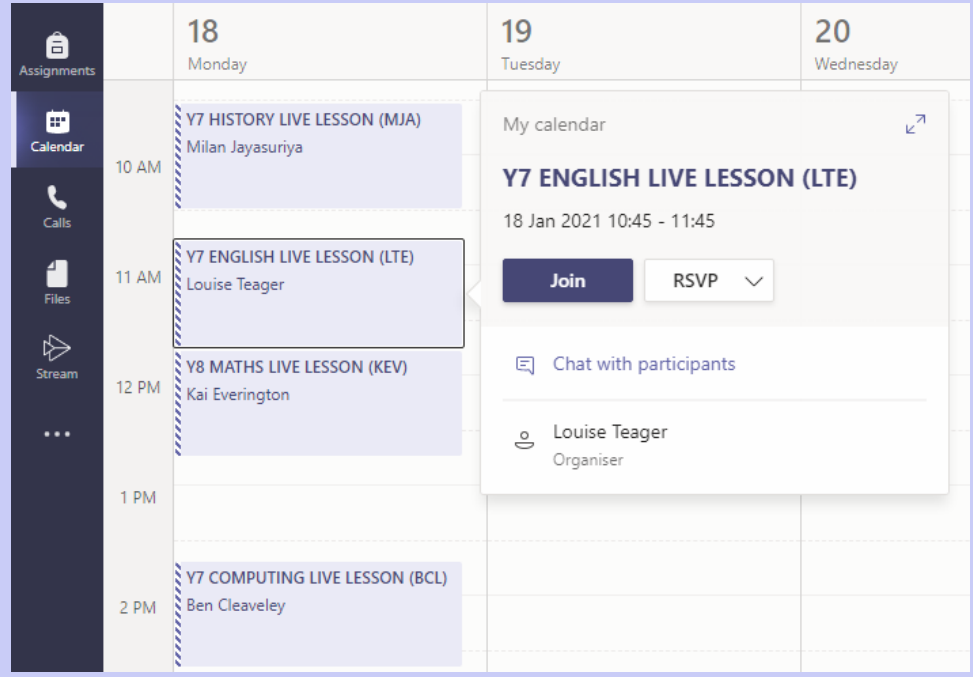 Assignments
Calendar
Calls
Files
Stream
18
Monday
19
Tuesday
20
Wednesday
10 AM
11 AM
12 PM
1 PM
2 PM
Y7 HISTORY LIVE LESSON (MJA)
Milan Jayasuriya
Y7 ENGLISH LIVE LESSON (LTE)
Louise Teager
Y8 MATHS LIVE LESSON (KEV)
Kai Everington
Y7 COMPUTING LIVE LESSON (BCL)
Ben Cleaveley
My calendar
Y7 ENGLISH LIVE LESSON (LTE)
18 Jan 2021 10:45 - 11:45
Join
RSVP
Chat with participants
Louise Teager
Organiser